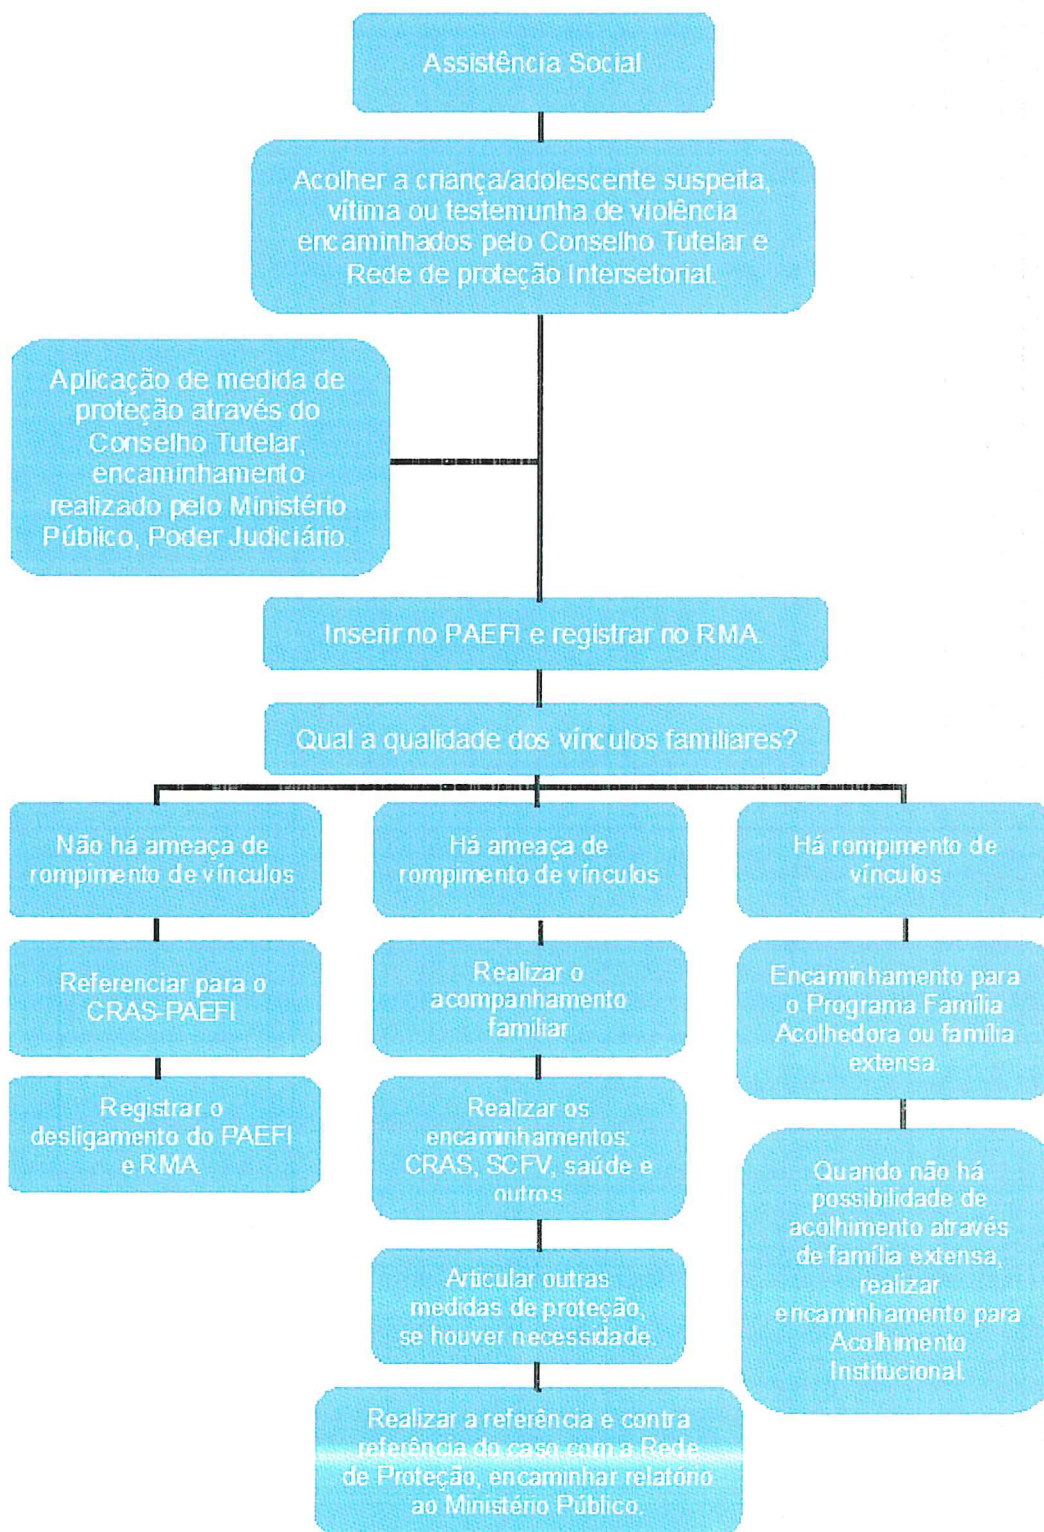 Assistência Social
Acolher a criança/adolescente suspeita,
vítima ou testemunha de violência
encaminhados pelo Conselho Tutelar e
Rede de proteção Intersetorial.
Aplicação de medida de
proteção através do
Conselho Tutelar,
encaminhamento
realizado pelo Ministério
Público, Poder Judiciário.
Inserir no PAEFI e registrar no RMA.
Qual a qualidade dos vínculos familiares?
Não há ameaça de
rompimento de vínculos
Referenciar para o
CRAS-PAEFI
Registrar o
desligamento do PAEFI
e RMA.
Há ameaça de
rompimento de vínculos
Realizar o
acompanhamento
familiar
Realizar os
encaminhamentos:
CRAS, SCFV, saúde e
outros
Articular outras
medidas de proteção,
se houver necessidade.
Realizar a referência e contra
referência do caso com a Rede
de Proteção, encaminhar relatório
ao Ministério Público.
Há rompimento de
vínculos
Encaminhamento para
o Programa Família
Acolhedora ou família
extensa.
Quando não há
possibilidade de
acolhimento através
de família extensa,
realizar
encaminhamento para
Acolhimento
Institucional.